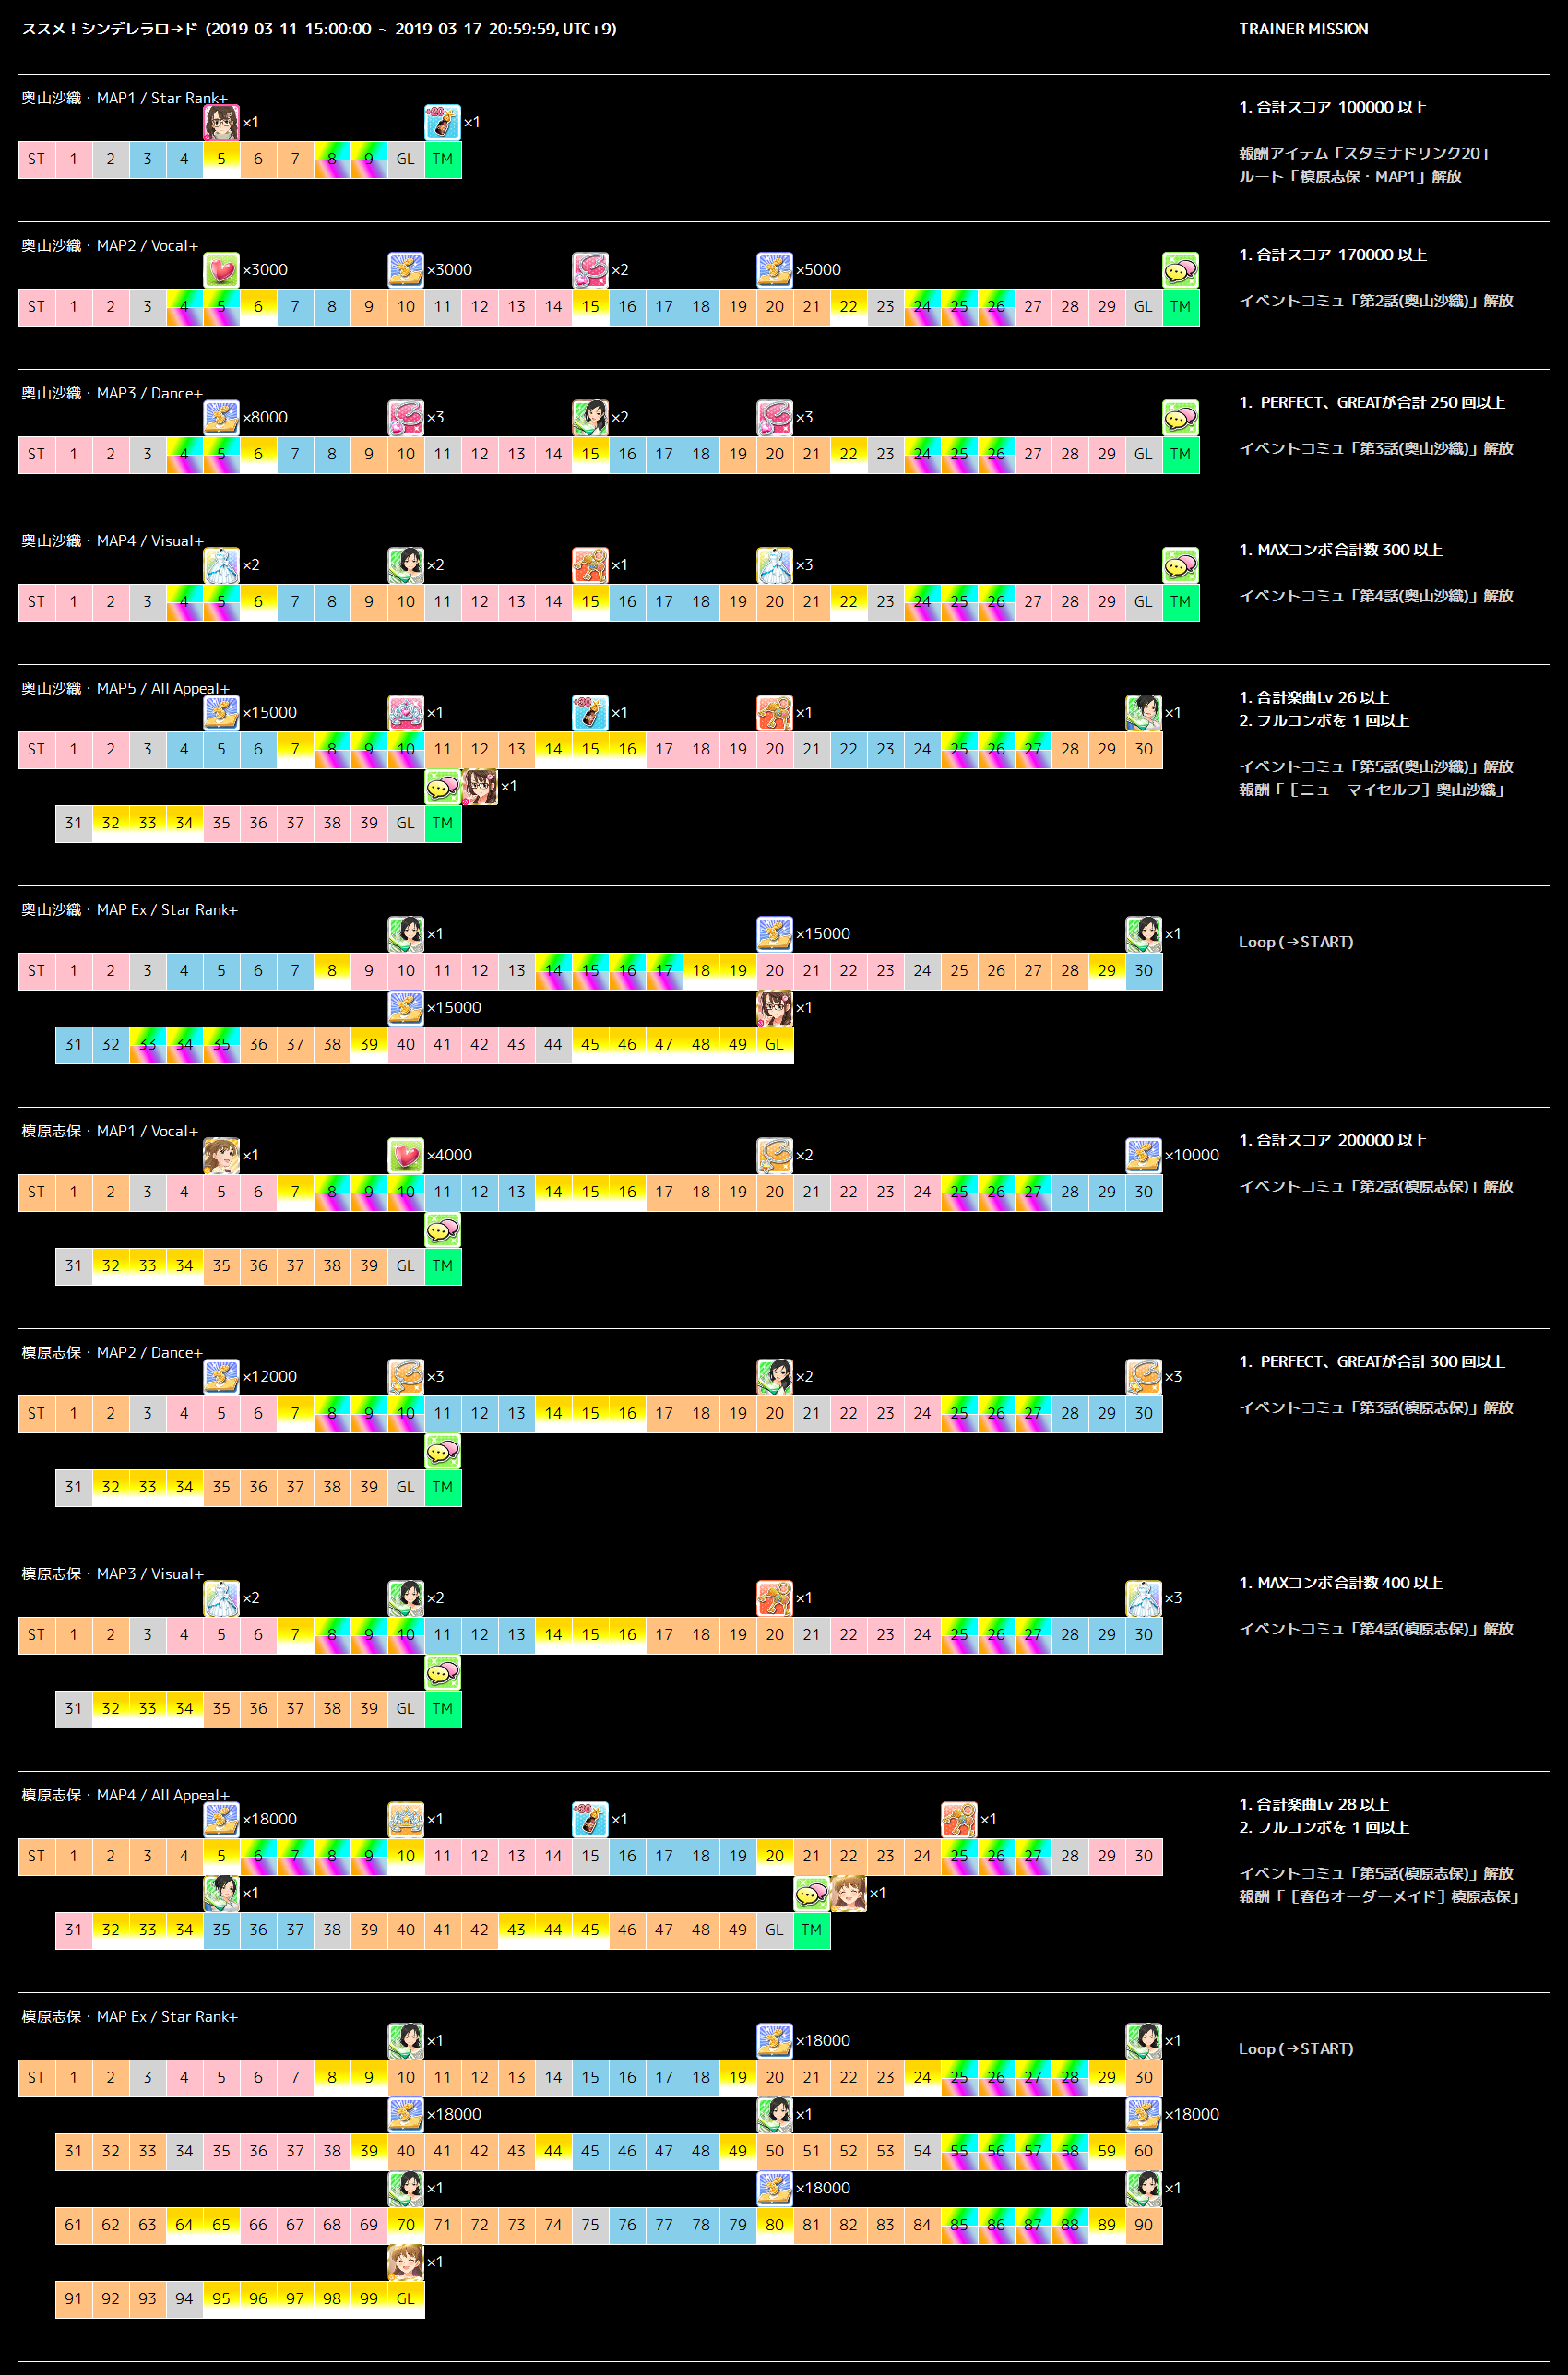 ススメ！シンデレラロ→ド (2019-03-11 15:00:00 ~ 2019-03-17 20:59:59, UTC+9)
TRAINER MISSION
奥山沙織・MAP1 / Star Rank+
×1 ×1
ST 1 2 3 4 5 6 7 8 9 GL TM
1. 合計スコア 100000 以上
報酬アイテム「スタミナドリンク20」
ルート「槙原志保・MAP1」解放
奥山沙織・MAP2 / Vocal+
×3000 ×3000 ×2 ×5000
ST 1 2 3 4 5 6 7 8 9 10 11 12 13 14 15 16 17 18 19 20 21 22 23 24 25 26 27 28 29 GL TM
1. 合計スコア 170000 以上
イベントコミュ「第2話(奥山沙織)」解放
奥山沙織・MAP3 / Dance+
×8000 ×3 ×2 ×3
ST 1 2 3 4 5 6 7 8 9 10 11 12 13 14 15 16 17 18 19 20 21 22 23 24 25 26 27 28 29 GL TM
1. PERFECT、GREATが合計 250 回以上
イベントコミュ「第3話(奥山沙織)」解放
奥山沙織・MAP4 / Visual+
×2 ×2 ×1 ×3
ST 1 2 3 4 5 6 7 8 9 10 11 12 13 14 15 16 17 18 19 20 21 22 23 24 25 26 27 28 29 GL TM
1. MAXコンボ合計数 300 以上
イベントコミュ「第4話(奥山沙織)」解放
奥山沙織・MAP5 / All Appeal+
×15000 ×1 ×1 ×1 ×1
ST 1 2 3 4 5 6 7 8 9 10 11 12 13 14 15 16 17 18 19 20 21 22 23 24 25 26 27 28 29 30
×1
31 32 33 34 35 36 37 38 39 GL TM
1. 合計楽曲Lv 26 以上
2. フルコンボを 1 回以上
イベントコミュ「第5話(奥山沙織)」解放
報酬「［ニューマイセルフ］奥山沙織」
奥山沙織・MAP Ex / Star Rank+
×1 ×15000 ×1
ST 1 2 3 4 5 6 7 8 9 10 11 12 13 14 15 16 17 18 19 20 21 22 23 24 25 26 27 28 29 30
×15000 ×1
31 32 33 34 35 36 37 38 39 40 41 42 43 44 45 46 47 48 49 GL
Loop (→START)
槙原志保・MAP1 / Vocal+
×1 ×4000 ×2 ×10000
ST 1 2 3 4 5 6 7 8 9 10 11 12 13 14 15 16 17 18 19 20 21 22 23 24 25 26 27 28 29 30
31 32 33 34 35 36 37 38 39 GL TM
1. 合計スコア 200000 以上
イベントコミュ「第2話(槙原志保)」解放
槙原志保・MAP2 / Dance+
×12000 ×3 ×2 ×3
ST 1 2 3 4 5 6 7 8 9 10 11 12 13 14 15 16 17 18 19 20 21 22 23 24 25 26 27 28 29 30
31 32 33 34 35 36 37 38 39 GL TM
1. PERFECT、GREATが合計 300 回以上
イベントコミュ「第3話(槙原志保)」解放
槙原志保・MAP3 / Visual+
×2 ×2 ×1 ×3
ST 1 2 3 4 5 6 7 8 9 10 11 12 13 14 15 16 17 18 19 20 21 22 23 24 25 26 27 28 29 30
31 32 33 34 35 36 37 38 39 GL TM
1. MAXコンボ合計数 400 以上
イベントコミュ「第4話(槙原志保)」解放
槙原志保・MAP4 / All Appeal+
×18000 ×1 ×1 ×1
ST 1 2 3 4 5 6 7 8 9 10 11 12 13 14 15 16 17 18 19 20 21 22 23 24 25 26 27 28 29 30
×1 ×1
31 32 33 34 35 36 37 38 39 40 41 42 43 44 45 46 47 48 49 GL TM
1. 合計楽曲Lv 28 以上
2. フルコンボを 1 回以上
イベントコミュ「第5話(槙原志保)」解放
報酬「［春色オーダーメイド］槙原志保」
槙原志保・MAP Ex / Star Rank+
×1 ×18000 ×1
ST 1 2 3 4 5 6 7 8 9 10 11 12 13 14 15 16 17 18 19 20 21 22 23 24 25 26 27 28 29 30
×18000 ×1 ×18000
31 32 33 34 35 36 37 38 39 40 41 42 43 44 45 46 47 48 49 50 51 52 53 54 55 56 57 58 59 60
×1 ×18000 ×1
61 62 63 64 65 66 67 68 69 70 71 72 73 74 75 76 77 78 79 80 81 82 83 84 85 86 87 88 89 90
×1
91 92 93 94 95 96 97 98 99 GL
Loop (→START)